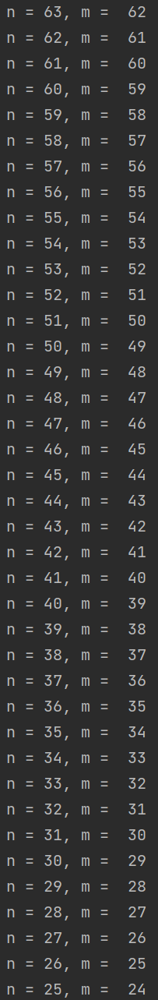 n = 63, m =  62
n = 62, m =  61
n = 61, m =  60
n = 60, m =  59
n = 59, m =  58
n = 58, m =  57
n = 57, m =  56
n = 56, m =  55
n = 55, m =  54
n = 54, m =  53
n = 53, m =  52
n = 52, m =  51
n = 51, m =  50
n = 50, m =  49
n = 49, m =  48
n = 48, m =  47
n = 47, m =  46
n = 46, m =  45
n = 45, m =  44
n = 44, m =  43
n = 43, m =  42
n = 42, m =  41
n = 41, m =  40
n = 40, m =  39
n = 39, m =  38
n = 38, m =  37
n = 37, m =  36
n = 36, m =  35
n = 35, m =  34
n = 34, m =  33
n = 33, m =  32
n = 32, m =  31
n = 31, m =  30
n = 30, m =  29
n = 29, m =  28
n = 28, m =  27
n = 27, m =  26
n = 26, m =  25
n = 25, m =  24